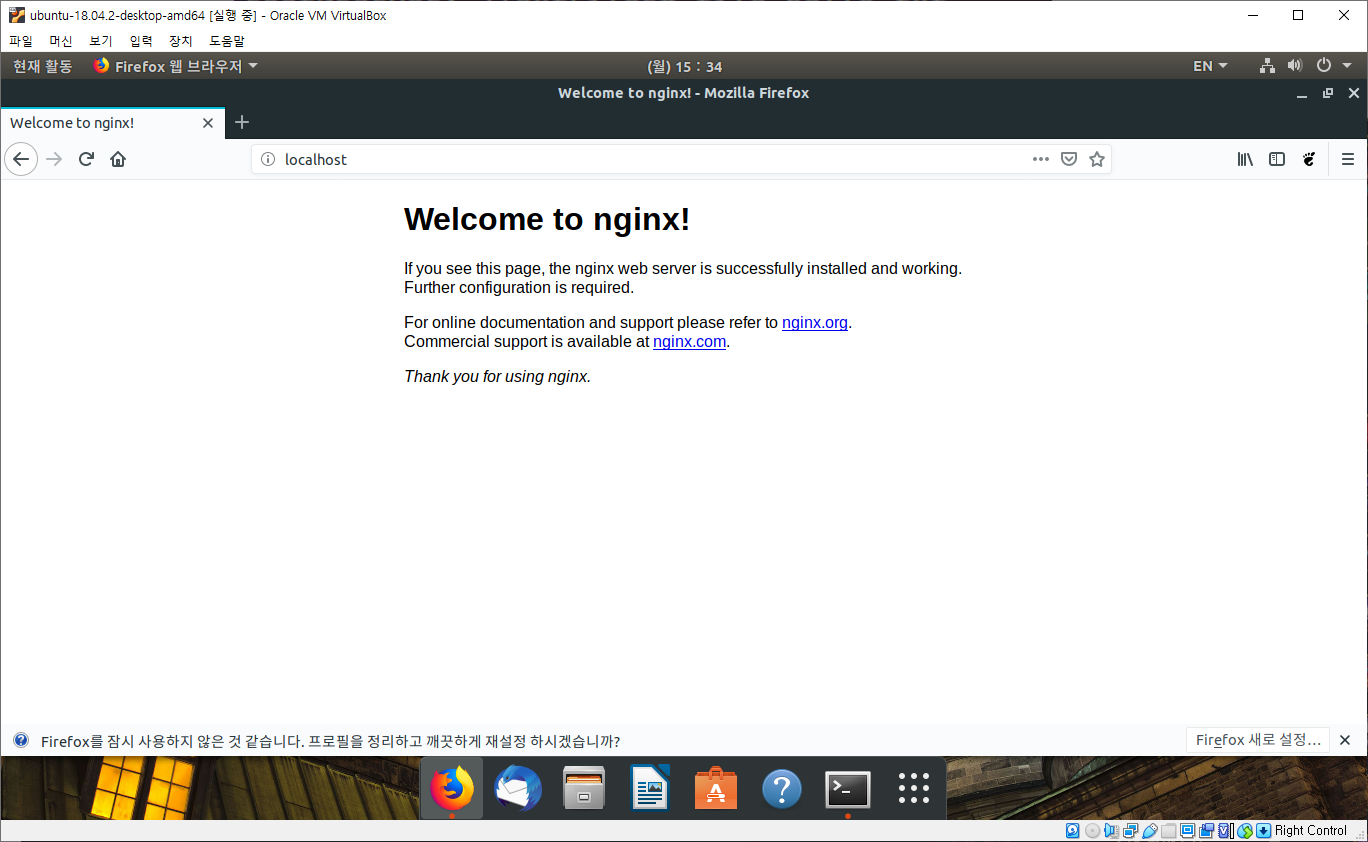 ubuntu-18.04.2-desktop-amd64 [실행 중] - Oracle VM VirtualBox
파일 머신 보기 입력 장치 도움말
현재 활동 Firefox 웹 브라우저 (월) 15 : 34 EN
Welcome to nginx! - Mozilla Firefox
Welcome to nginx!
localhost
Welcome to nginx!
If you see this page, the nginx web server is successfully installed and working.
Further configuration is required.
For online documentation and support please refer to nginx.org.
Commercial support is available at nginx.com.
Thank you for using nginx.
Firefox를 잠시 사용하지 않은 것 같습니다. 프로필을 정리하고 깨끗하게 재설정 하시겠습니까? Firefox 새로 설정...
Right Control